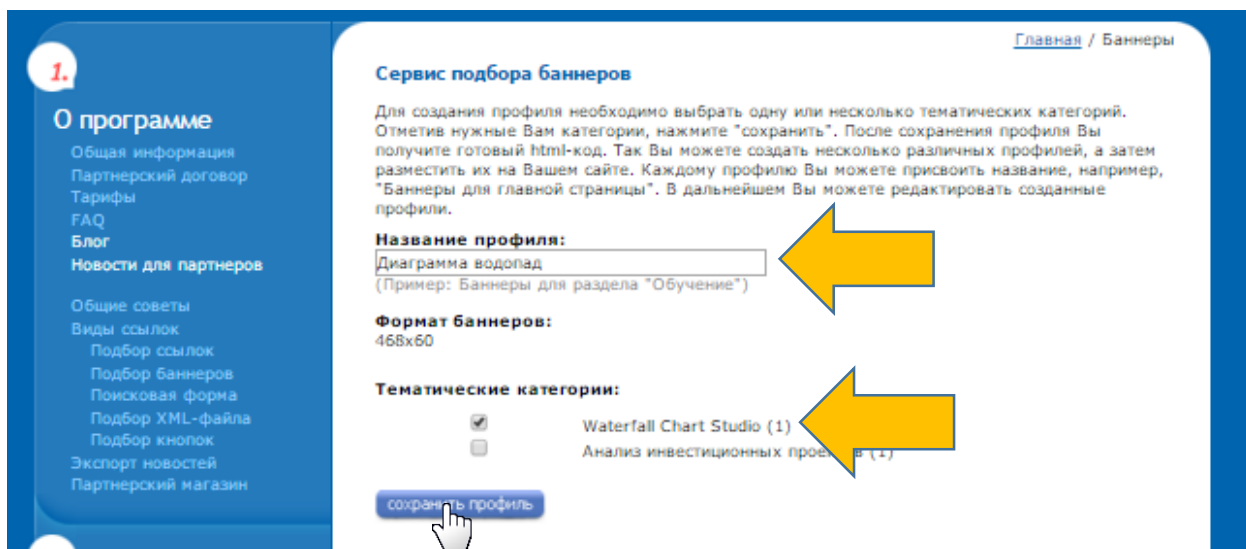 Главная / Баннеры
1.
О программе
Общая информация
Партнерский договор
Тарифы
FAQ
Блог
Новости для партнеров
Общие советы
Виды ссылок
Подбор ссылок
Подбор баннеров
Поисковая форма
Подбор XML-файла
Подбор кнопок
Экспорт новостей
Партнерский магазин
Сервис подбора баннеров
Для создания профиля необходимо выбрать одну или несколько тематических категорий.
Отметив нужные Вам категории, нажмите "сохранить". После сохранения профиля Вы
получите готовый html-код. Так Вы можете создать несколько различных профилей, а затем
разместить их на Вашем сайте. Каждому профилю Вы можете присвоить название, например,
"Баннеры для главной страницы". В дальнейшем Вы можете редактировать созданные
профили.
Название профиля:
Диаграмма водопад
(Пример: Баннеры для раздела "Обучение")
Формат баннеров:
468x60
Тематические категории:
Waterfall Chart Studio (1)
Анализ инвестиционных (1)
сохранить профиль